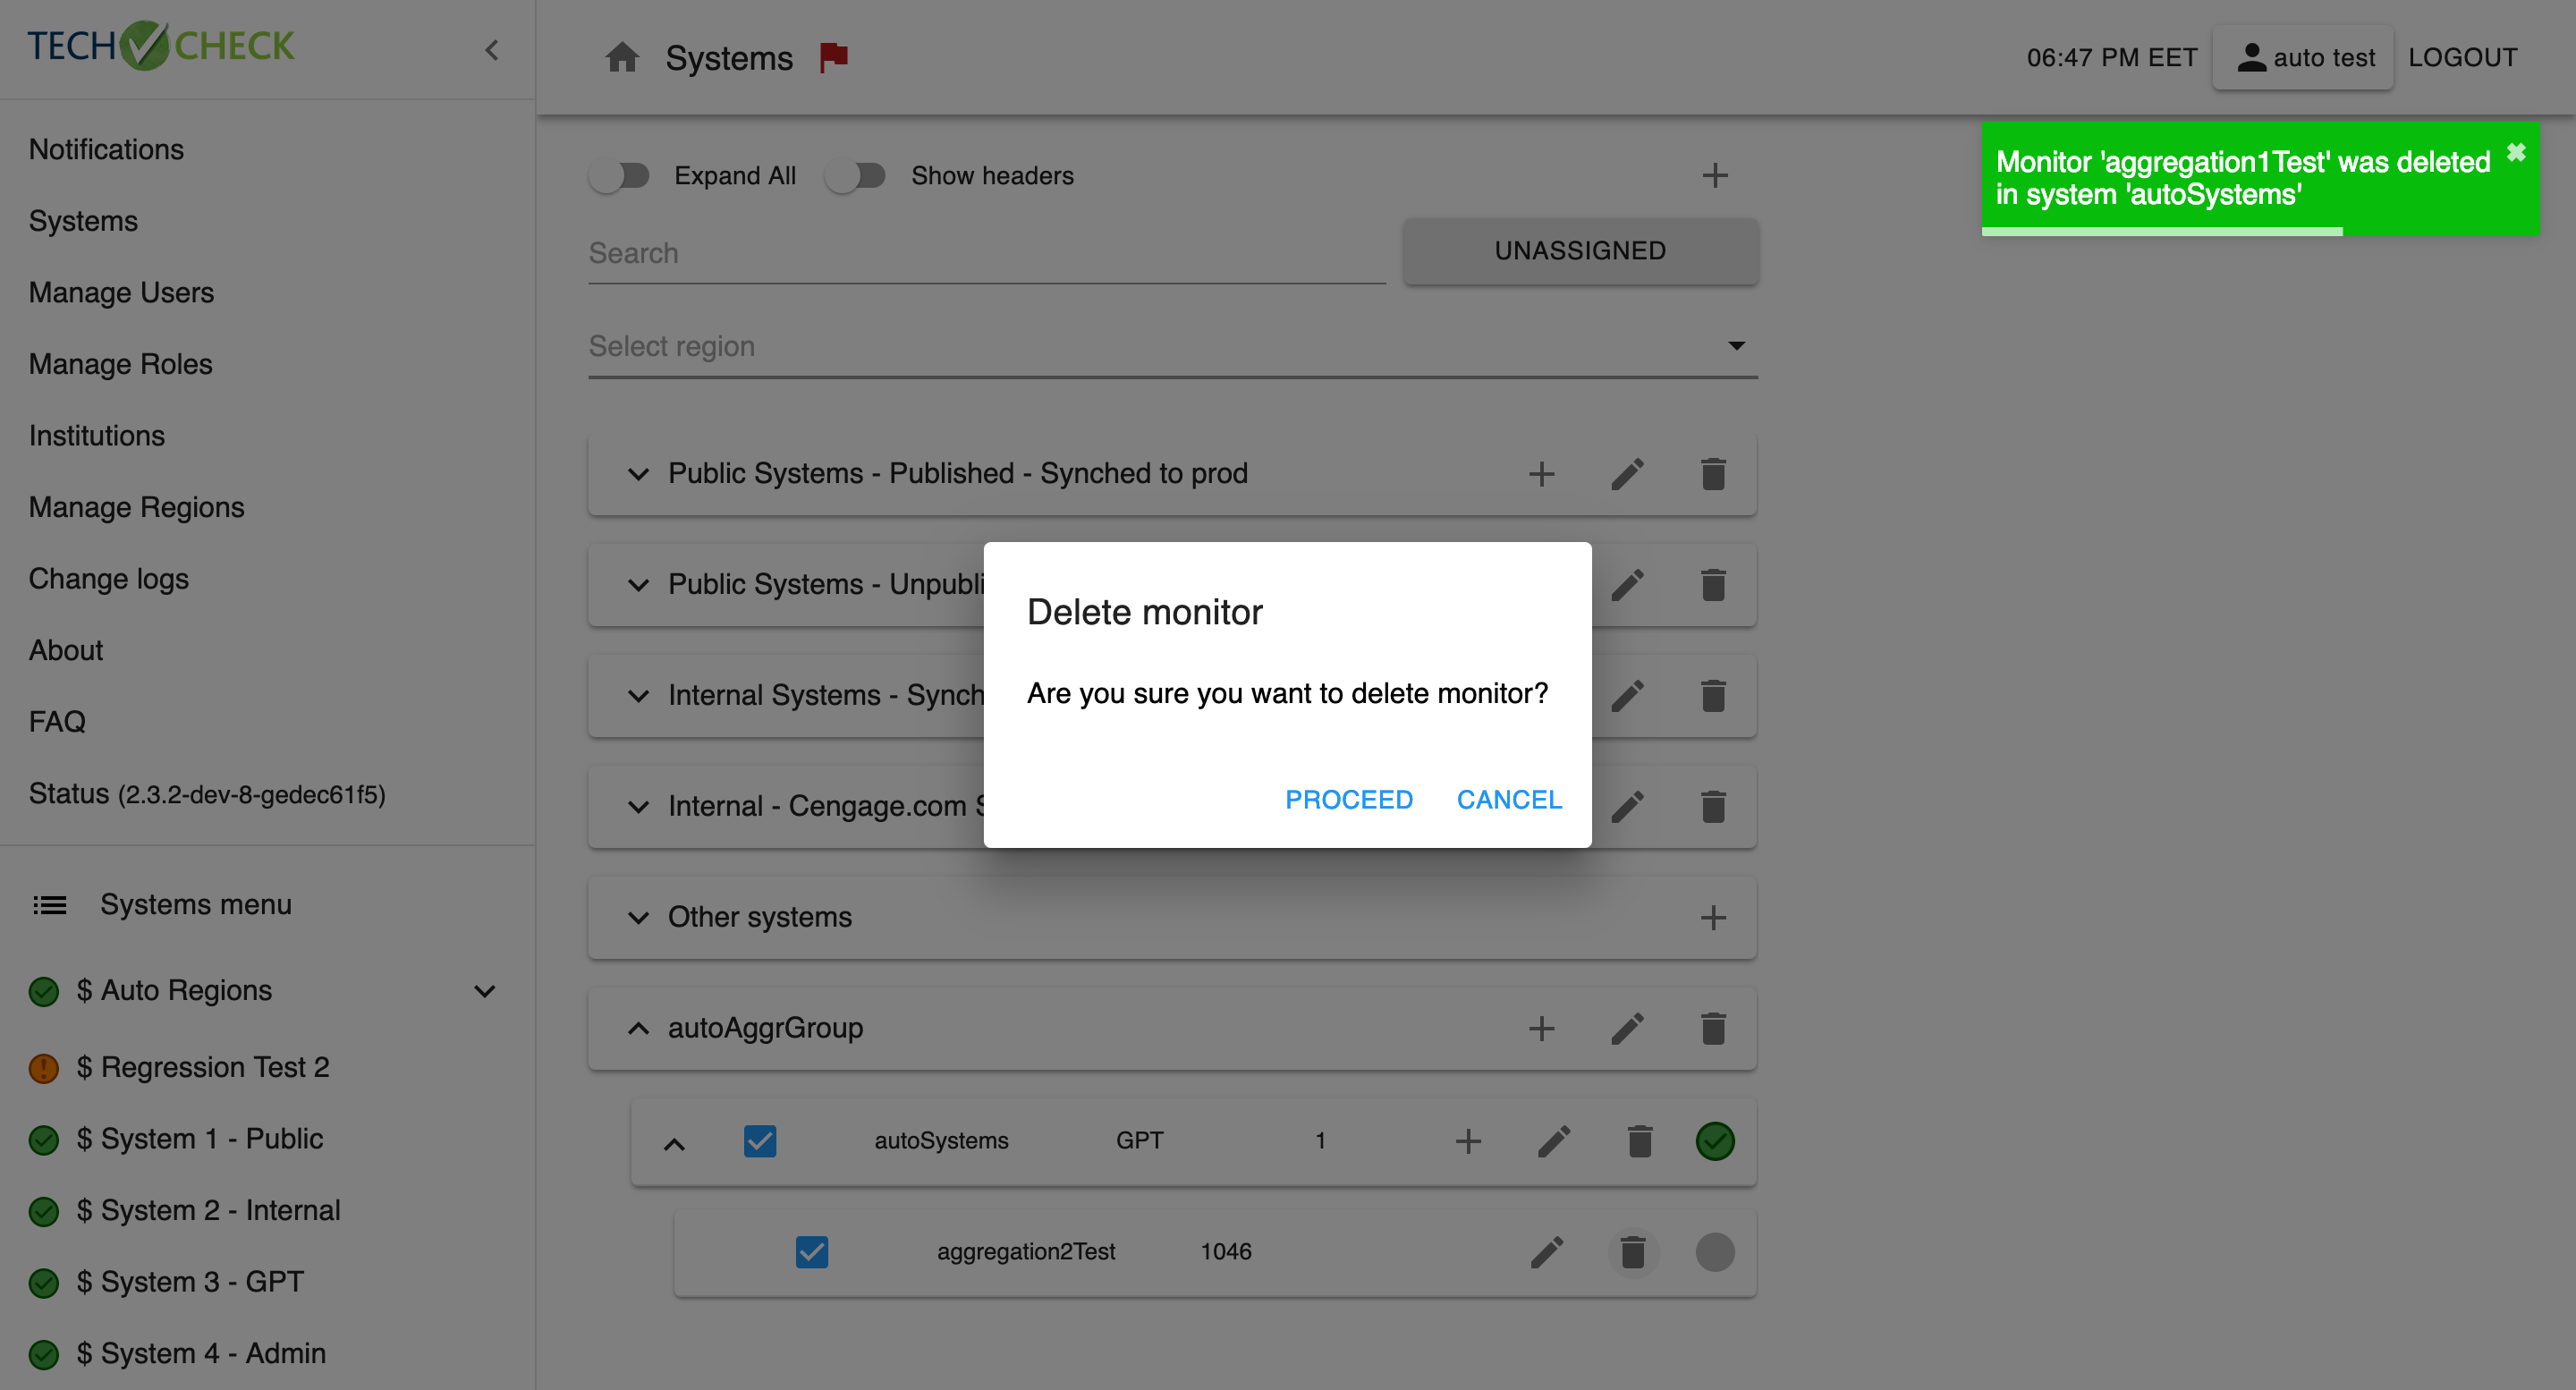 TECH CHECK
Systems
06:47 PM EET
auto test
LOGOUT
Notifications
Systems
Manage Users
Manage Roles
Institutions
Manage Regions
Change logs
About
FAQ
Status (2.3.2-dev-8-gedec61f5)
Systems menu
$ Auto Regions
$ Regression Test 2
$ System 1 - Public
$ System 2 - Internal
$ System 3 - GPT
$ System 4 - Admin
Expand All
Show headers
Search
UNASSIGNED
Select region
Monitor 'aggregation1Test' was deleted
in system 'autoSystems'
Public Systems - Published - Synched to prod
Public Systems - Unpubli
Internal Systems - Synch
Internal - Cengage.com S
Other systems
autoAggrGroup
autoSystems GPT 1
aggregation2Test 1046
Delete monitor
Are you sure you want to delete monitor?
PROCEED CANCEL